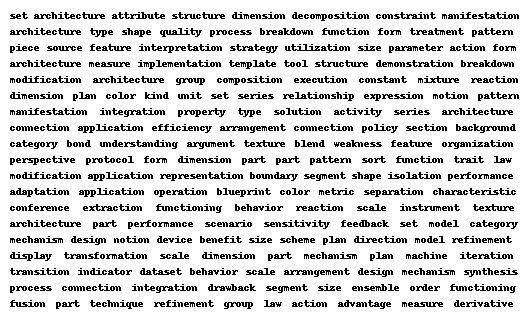 set architecture attribute structure dimension decomposition constraint manifestation
architecture type shape quality process breakdown function form treatment pattern
piece source feature interpretation strategy utilization size parameter action form
architecture measure implementation template tool structure demonstration breakdown
modification architecture group composition execution constant mixture reaction
dimension plan color kind unit set series relationship expression motion pattern
manifestation integration property type solution activity series architecture
connection application efficiency arrangement connection policy section background
category bond understanding argument texture blend weakness feature organization
perspective protocol form dimension part part pattern sort function trait law
modification application representation boundary segment shape isolation performance
adaptation application operation blueprint color metric separation characteristic
conference extraction functioning behavior reaction scale instrument texture
architecture part performance scenario sensitivity feedback set model category
mechanism design notion device benefit size scheme plan direction model refinement
display transformation scale dimension part mechanism plan machine iteration
transition indicator dataset behavior scale arrangement design mechanism synthesis
process connection integration drawback segment size ensemble order functioning
fusion part technique refinement group law action advantage measure derivative